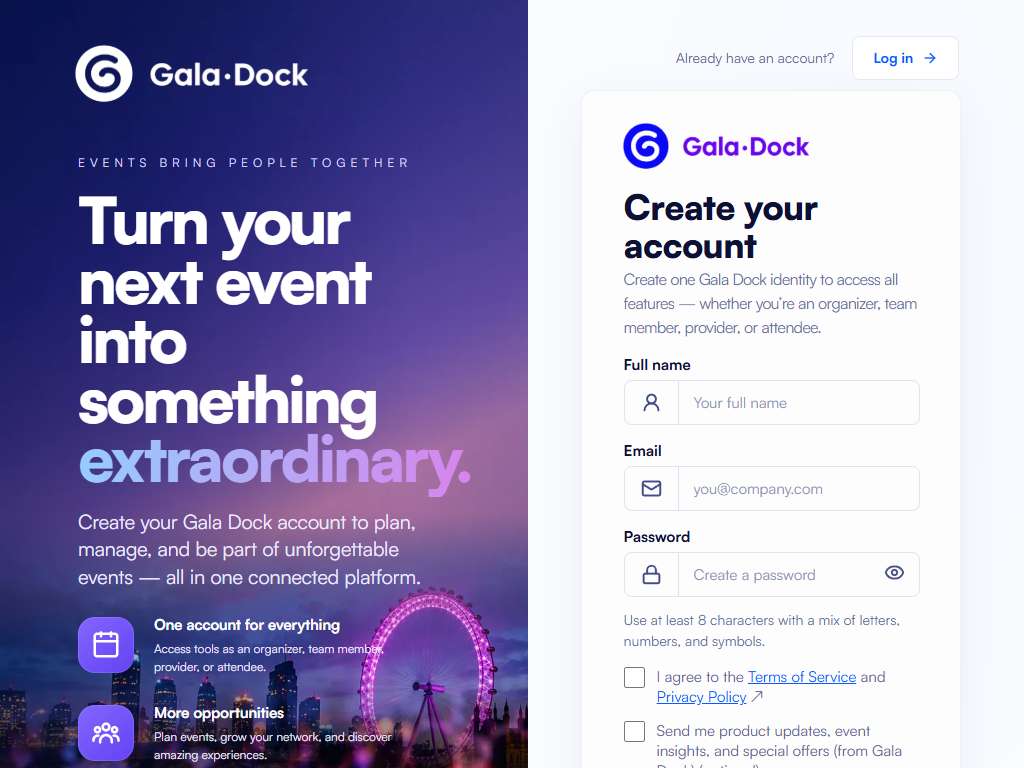 Gala·Dock
EVENTS BRING PEOPLE TOGETHER
Turn your
next event
into
something
extraordinary.
Create your Gala Dock account to plan,
manage, and be part of unforgettable
events — all in one connected platform.
One account for everything
Access tools as an organizer, team member,
provider, or attendee.
More opportunities
Plan events, grow your network, and discover
amazing experiences.
Already have an account?
Log in →
Gala·Dock
Create your
account
Create one Gala Dock identity to access all
features — whether you’re an organizer, team
member, provider, or attendee.
Full name
Your full name
Email
you@company.com
Password
Create a password
Use at least 8 characters with a mix of letters,
numbers, and symbols.
I agree to the Terms of Service and
Privacy Policy ↗
Send me product updates, event
insights, and special offers (from Gala
Dock) (optional)